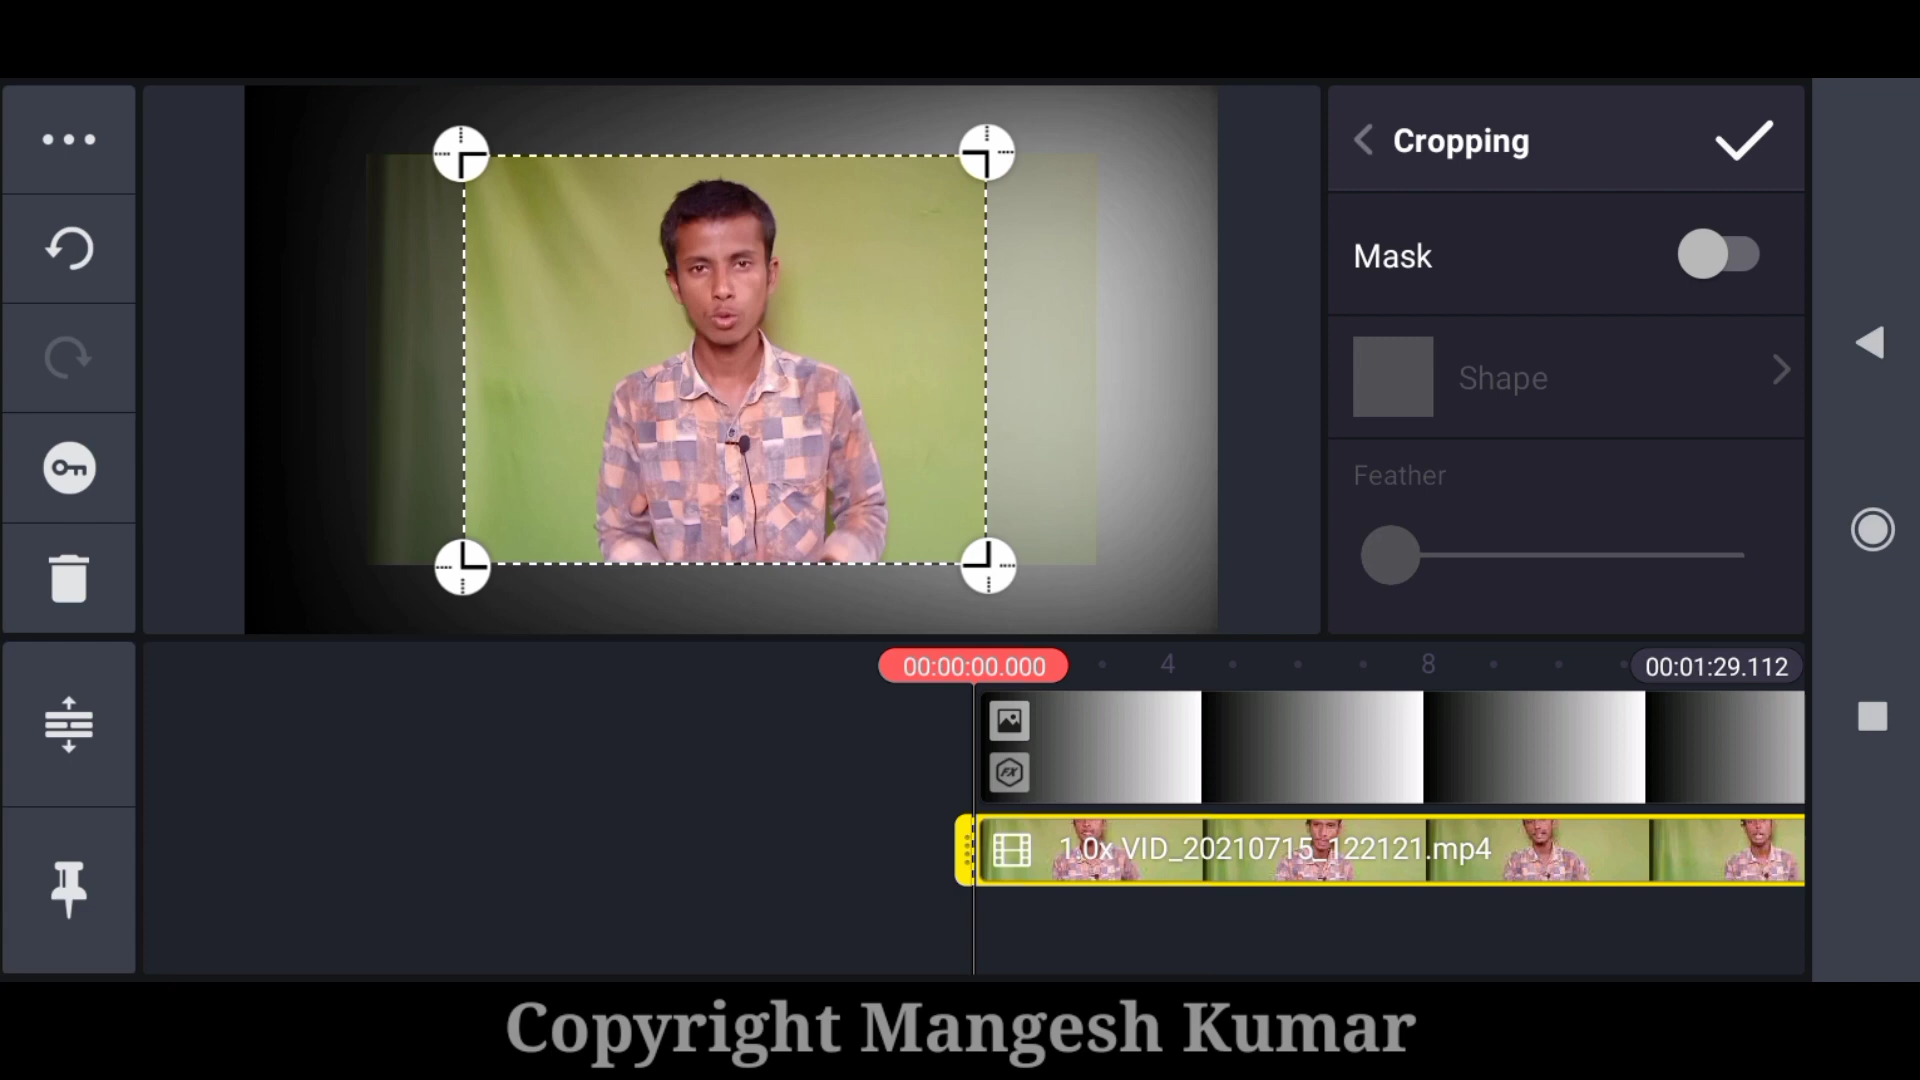 Cropping
Mask
Shape
Feather
00:00:00.000
4
8
00:01:29.112
FX
1.0x VID_20210715_122121.mp4
Copyright Mangesh Kumar